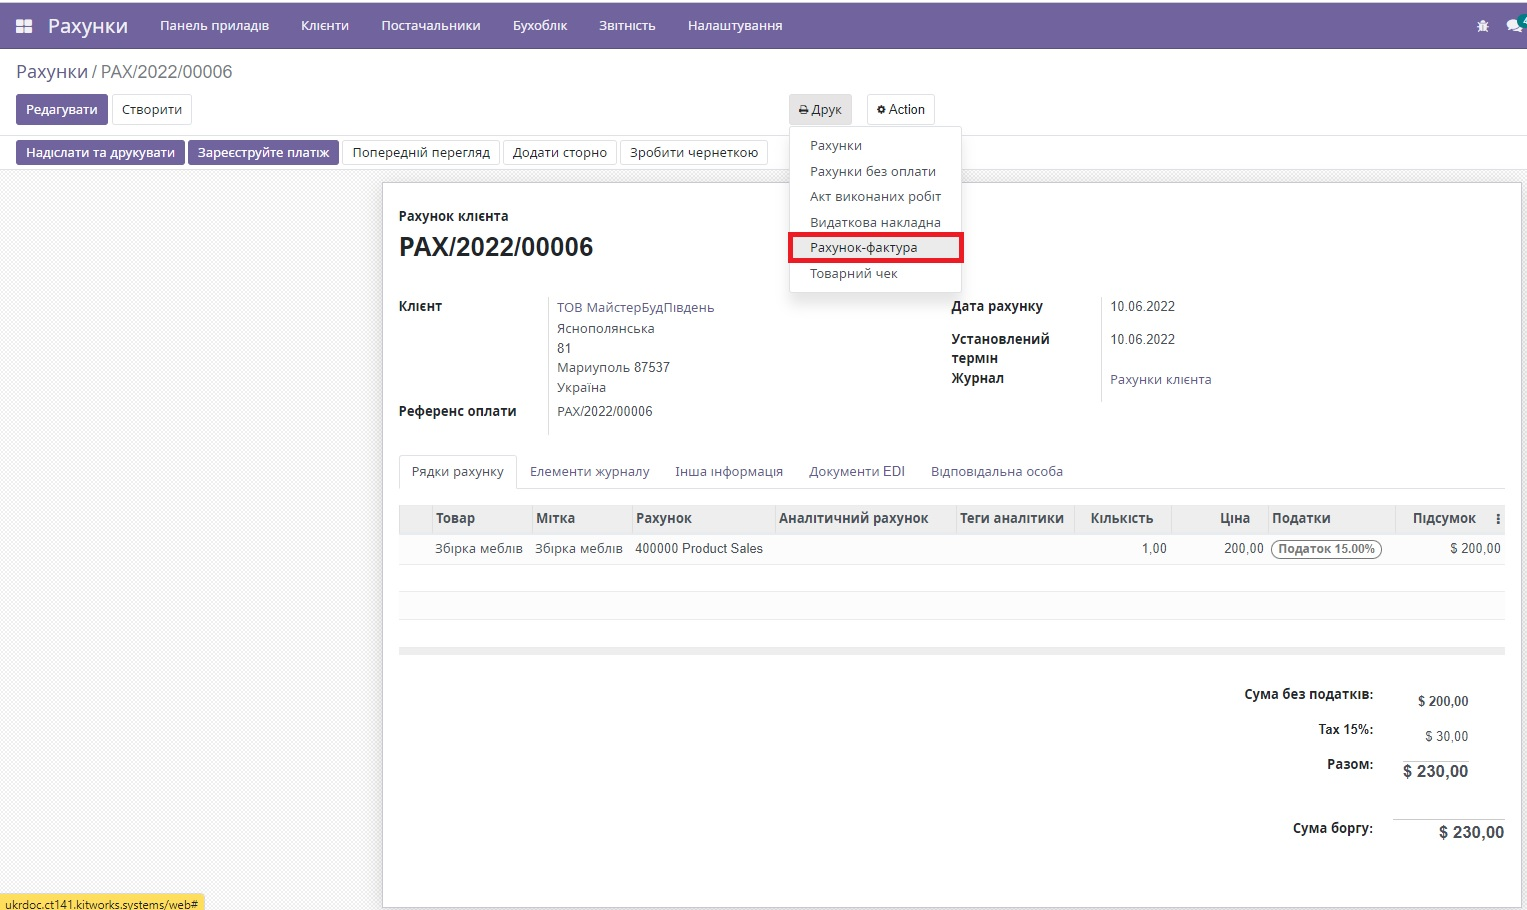 Рахунки Панель приладів Клієнти Постачальники Бухоблік Звітність Налаштування 4
Рахунки / РАХ/2022/00006
Редагувати Створити Друк Action
Надіслати та друкувати Зареєструйте платіж Попередній перегляд Додати сторно Зробити чернеткою
Рахунки
Рахунки без оплати
Акт виконаних робіт
Видаткова накладна
Рахунок-фактура
Товарний чек
Рахунок клієнта
РАХ/2022/00006
Клієнт ТОВ МайстерБудПівдень
Яснополянська
81
Мариуполь 87537
Україна
Референс оплати РАХ/2022/00006
Дата рахунку 10.06.2022
Установлений термін 10.06.2022
Журнал Рахунки клієнта
Рядки рахунку Елементи журналу Інша інформація Документи EDI Відповідальна особа
Товар Мітка Рахунок Аналітичний рахунок Теги аналітики Кількість Ціна Податки Підсумок
Збірка меблів Збірка меблів 400000 Product Sales 1,00 200,00 Податок 15.00% $ 200,00
Сума без податків: $ 200,00
Tax 15%: $ 30,00
Разом: $ 230,00
Сума боргу: $ 230,00
ukrdoc.ct141.kitworks.systems/web#